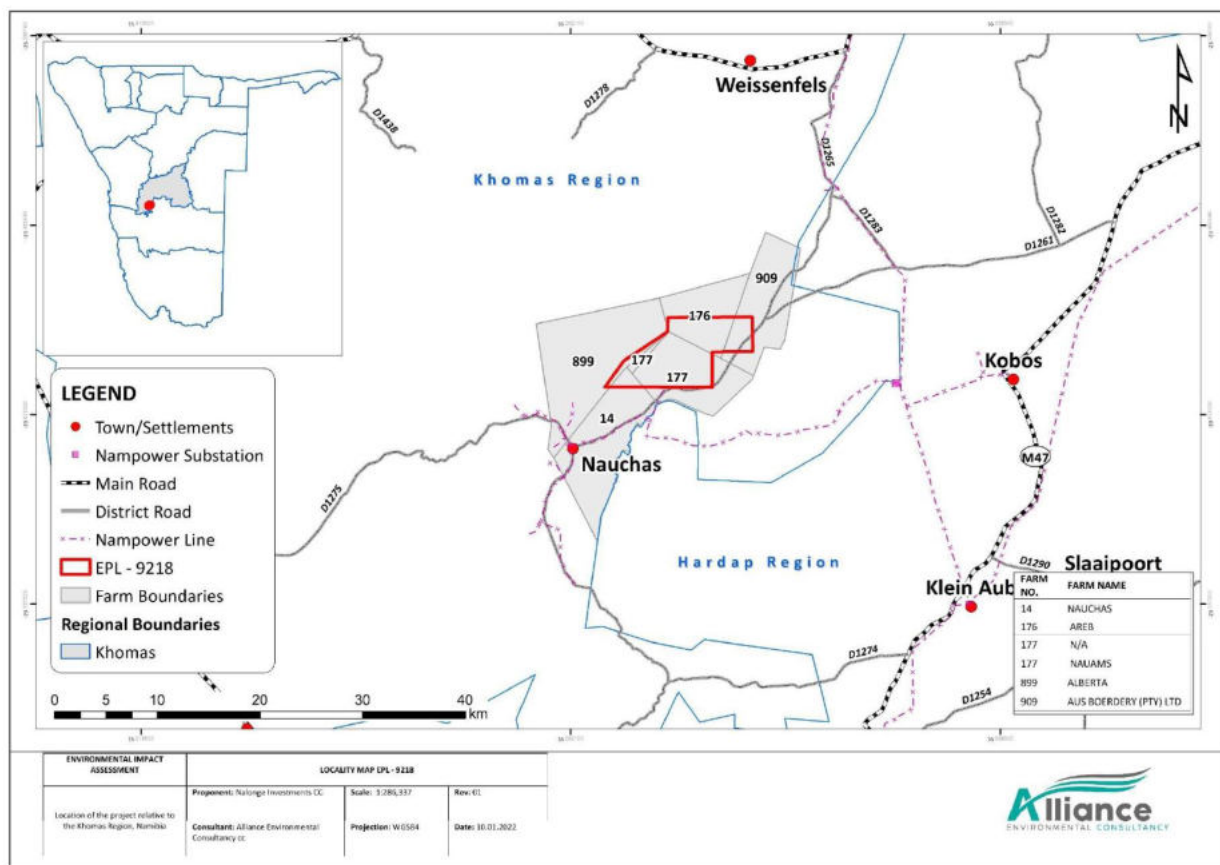 D1438
D1278
Weissenfels
D1265
Khomas Region
D1283
D1282
D1261
909
176
899
177
177
14
Kobos
Nauchas
M47
D1275
Hardap Region
D1290
Slaaipoort
Klein Aub
D1274
D1254
N
LEGEND
Town/Settlements
Nampower Substation
Main Road
District Road
Nampower Line
EPL - 9218
Farm Boundaries
Regional Boundaries
Khomas
0 10 20 30 40
km
FARM NO. FARM NAME
14 NAUCHAS
176 AREB
177 N/A
177 NAUAMS
899 ALBERTA
909 AUS BOERDERY (PTY) LTD
ENVIRONMENTAL IMPACT
ASSESSMENT
LOCALITY MAP EPL - 9218
Location of the project relative to
the Khomas Region, Namibia
Proponent: Nalonge Investments CC
Scale: 1:286,337
Rev: 01
Consultant: Alliance Environmental
Consultancy cc
Projection: WGS84
Date: 10.01.2022
Alliance
ENVIRONMENTAL CONSULTANCY